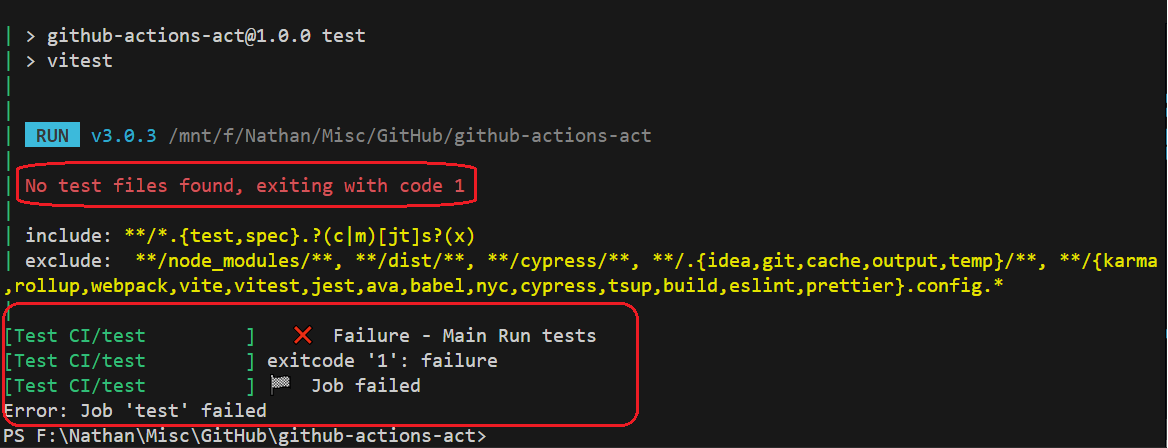 | > github-actions-act@1.0.0 test
| > vitest
|
|
| RUN v3.0.3 /mnt/f/Nathan/Misc/GitHub/github-actions-act
|
| No test files found, exiting with code 1
|
| include: **/*.{test,spec}.?(c|m)[jt]s?(x)
| exclude:  **/node_modules/**, **/dist/**, **/cypress/**, **/.{idea,git,cache,output,temp}/**, **/{karma
,rollup,webpack,vite,vitest,jest,ava,babel,nyc,cypress,tsup,build,eslint,prettier}.config.*
|
[Test CI/test         ]   ❌  Failure - Main Run tests
[Test CI/test         ] exitcode '1': failure
[Test CI/test         ] 🏁  Job failed
Error: Job 'test' failed
PS F:\Nathan\Misc\GitHub\github-actions-act>